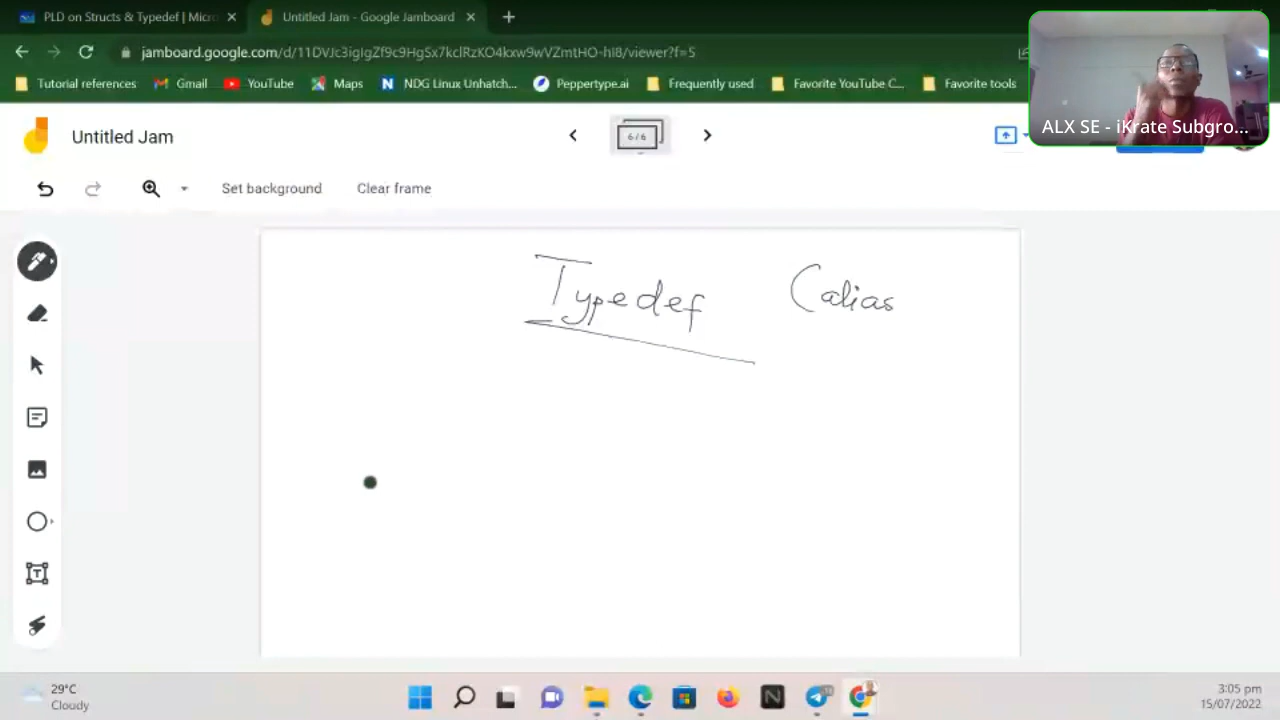 PLD on Structs & Typedef | Micro
Untitled Jam - Google Jamboard
jamboard.google.com/d/11DVJc3igIgZf9c9HgSx7kclRzKO4kxw9wVZmtHO-hI8/viewer?f=5
Tutorial references
Gmail
YouTube
Maps
NDG Linux Unhatch...
Peppertype.ai
Frequently used
Favorite YouTube C...
Favorite tools
ALX SE - iKrate Subgro...
Untitled Jam
6 / 6
Set background
Clear frame
Typedef (alias
29°C
Cloudy
3:05 pm
15/07/2022